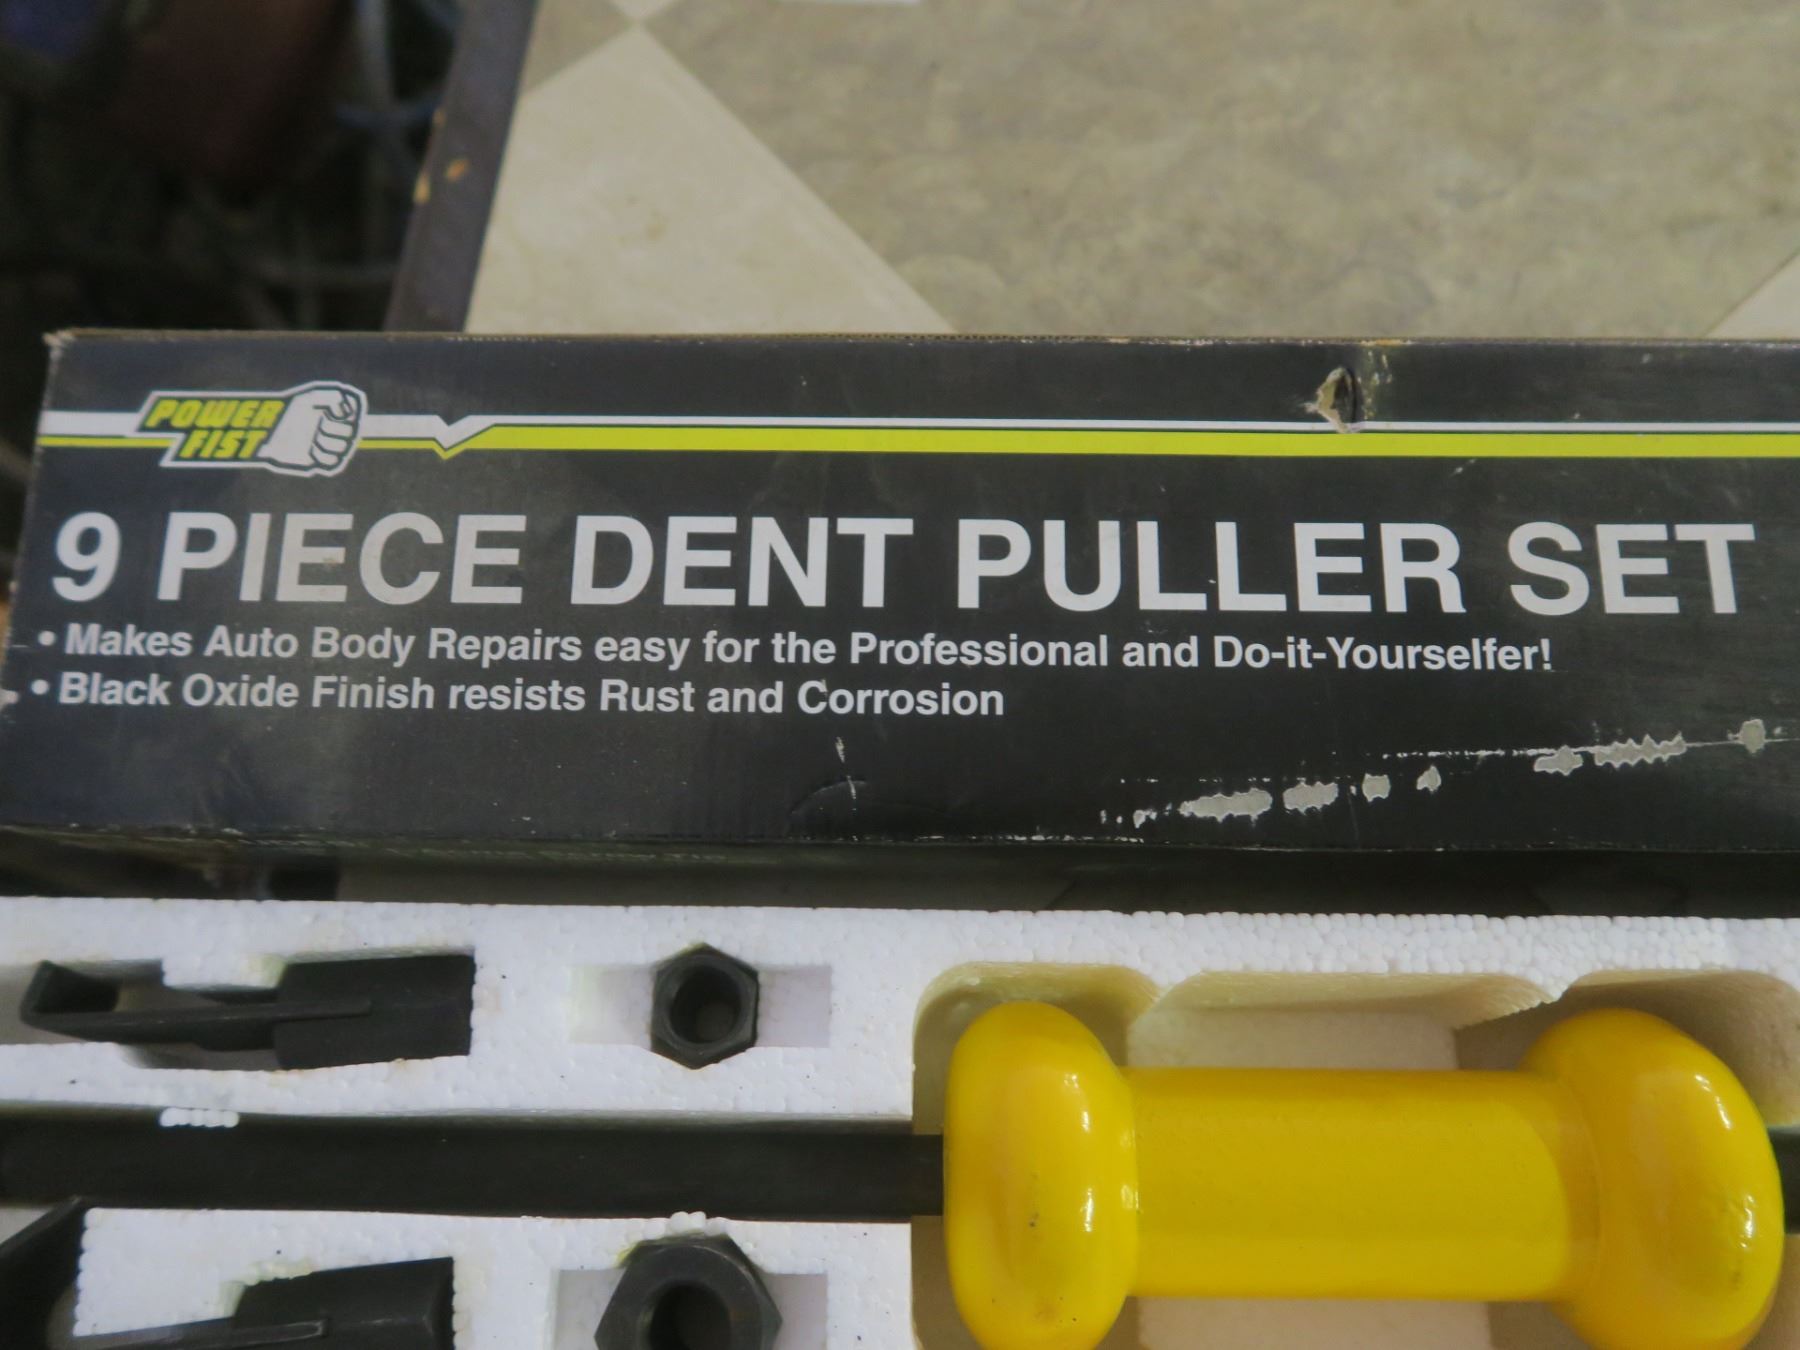 POWER
FIST
9 PIECE DENT PULLER SET
• Makes Auto Body Repairs easy for the Professional and Do-it-Yourselfer!
• Black Oxide Finish resists Rust and Corrosion